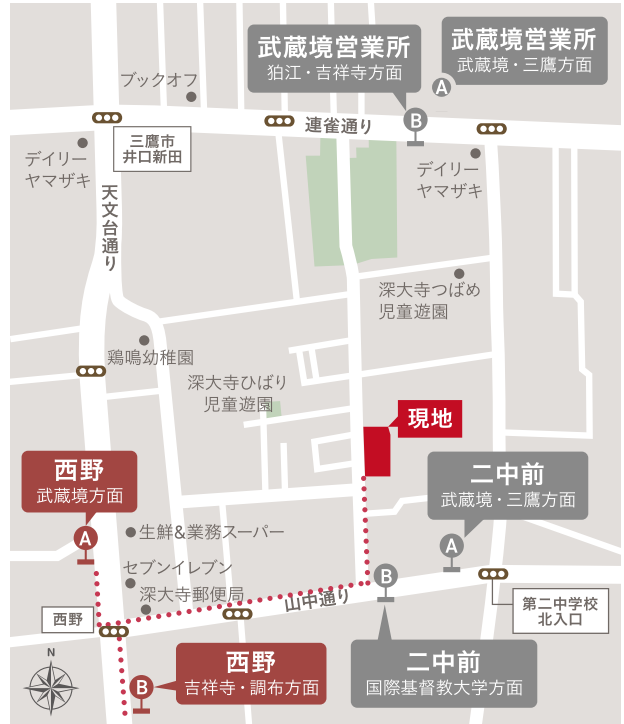 武蔵境営業所
狛江・吉祥寺方面
武蔵境営業所
武蔵境・三鷹方面
A
B
ブックオフ
連雀通り
三鷹市
井口新田
デイリー
ヤマザキ
デイリー
ヤマザキ
天文台通り
深大寺つばめ
児童遊園
鶏鳴幼稚園
深大寺ひばり
児童遊園
現地
西野
武蔵境方面
A
二中前
武蔵境・三鷹方面
A
生鮮&業務スーパー
セブンイレブン
深大寺郵便局
B
山中通り
西野
第二中学校
北入口
N
B
西野
吉祥寺・調布方面
二中前
国際基督教大学方面